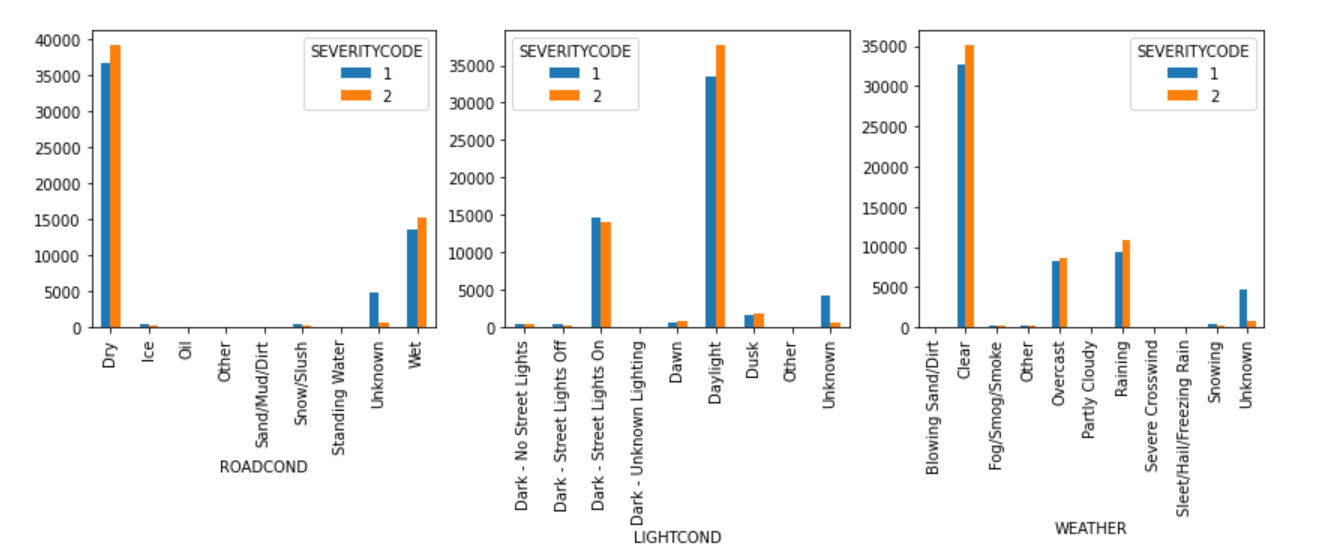 40000
35000
30000
25000
20000
15000
10000
5000
0
SEVERITYCODE
1
2
Dry
Ice
Oil
Other
Sand/Mud/Dirt
Snow/Slush
Standing Water
Unknown
Wet
ROADCOND
35000
30000
25000
20000
15000
10000
5000
0
SEVERITYCODE
1
2
Dark - No Street Lights
Dark - Street Lights Off
Dark - Street Lights On
Dark - Unknown Lighting
Dawn
Daylight
Dusk
Other
Unknown
LIGHTCOND
35000
30000
25000
20000
15000
10000
5000
0
SEVERITYCODE
1
2
Blowing Sand/Dirt
Clear
Fog/Smog/Smoke
Other
Overcast
Partly Cloudy
Raining
Severe Crosswind
Sleet/Hail/Freezing Rain
Snowing
Unknown
WEATHER